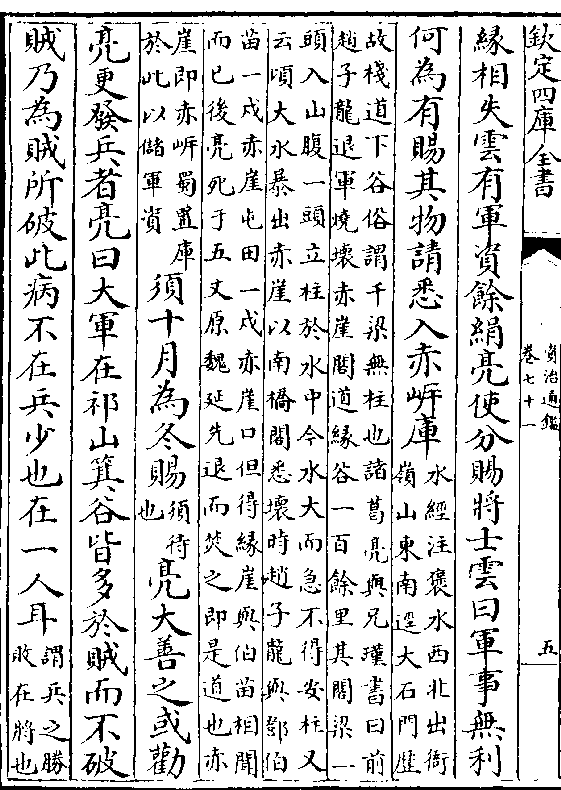 欽定四庫全書
資治通鑑
卷七十一
五
緣相失雲有軍資餘絹亮使分賜將士雲曰軍事無利
何為有賜其物請悉入赤岸庫
水經注褒水西北出衙
嶺山東南逕大石門歷
故棧道下谷俗謂千梁無柱也諸葛亮與兄瑾書曰前
趙子龍退軍燒壞赤崖閣道緣谷一百餘里其閣梁一
頭入山腹一頭立柱於水中今水大而急不得安柱又
云頃大水暴出赤崖以南橋閣悉壞時趙子龍與鄧伯
苗一戍赤崖屯田一戍赤崖口但得緣崖與伯苗相聞
而已後亮死于五丈原魏延先退而焚之即是道也赤
崖即赤岸蜀置庫
於此以儲軍資
須十月為冬賜
須待
也
亮大善之或勸
亮更發兵者亮曰大軍在祁山箕谷皆多於賊而不破
賊乃為賊所破此病不在兵少也在一人耳
謂兵之勝
敗在將也